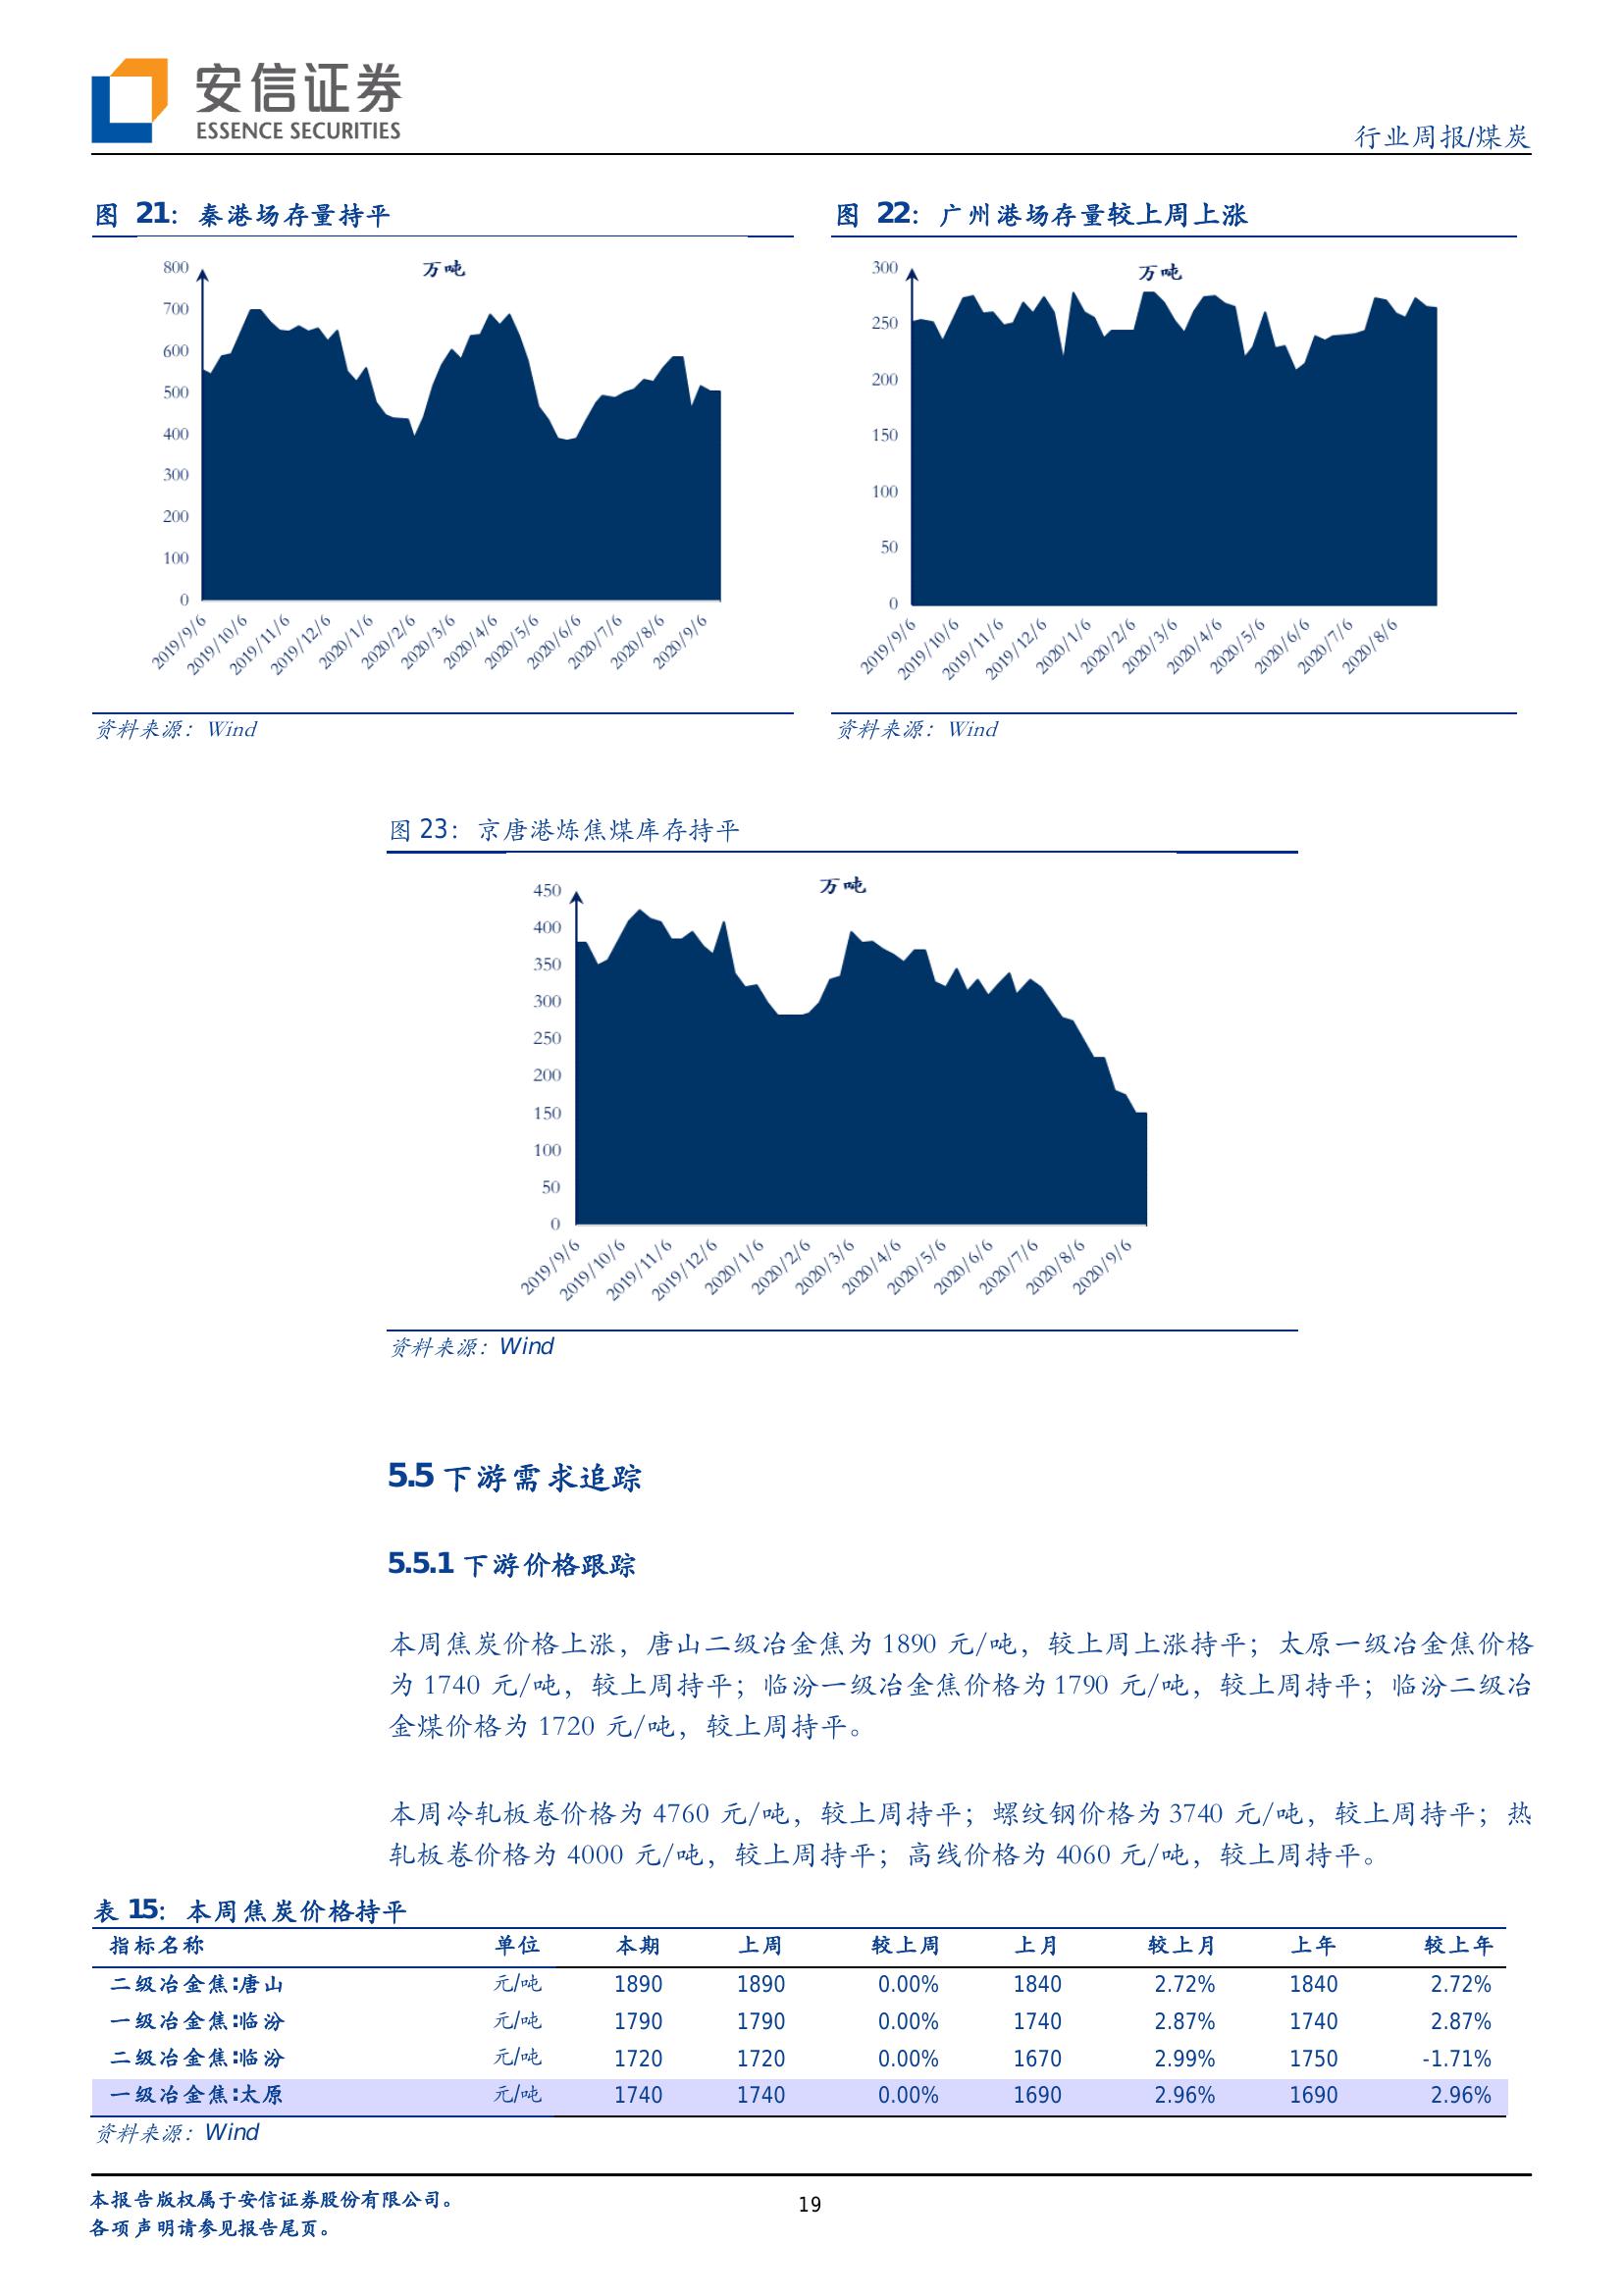 安信证券
ESSENCE SECURITIES
行业周报/煤炭
图 21：秦港场存量持平
万吨
800
700
600
500
400
300
200
100
0
2019/9/6
2019/10/6
2019/11/6
2019/12/6
2020/1/6
2020/2/6
2020/3/6
2020/4/6
2020/5/6
2020/6/6
2020/7/6
2020/8/6
2020/9/6
资料来源：Wind
图 22：广州港场存量较上周上涨
万吨
300
250
200
150
100
50
0
2019/9/6
2019/10/6
2019/11/6
2019/12/6
2020/1/6
2020/2/6
2020/3/6
2020/4/6
2020/5/6
2020/6/6
2020/7/6
2020/8/6
资料来源：Wind
图 23：京唐港炼焦煤库存持平
万吨
450
400
350
300
250
200
150
100
50
0
2019/9/6
2019/10/6
2019/11/6
2019/12/6
2020/1/6
2020/2/6
2020/3/6
2020/4/6
2020/5/6
2020/6/6
2020/7/6
2020/8/6
2020/9/6
资料来源：Wind
5.5 下游需求追踪
5.5.1 下游价格跟踪
本周焦炭价格上涨，唐山二级冶金焦为 1890 元/吨，较上周上涨持平；太原一级冶金焦价格
为 1740 元/吨，较上周持平；临汾一级冶金焦价格为 1790 元/吨，较上周持平；临汾二级冶
金煤价格为 1720 元/吨，较上周持平。
本周冷轧板卷价格为 4760 元/吨，较上周持平；螺纹钢价格为 3740 元/吨，较上周持平；热
轧板卷价格为 4000 元/吨，较上周持平；高线价格为 4060 元/吨，较上周持平。
表 15：本周焦炭价格持平
指标名称 单位 本期 上周 较上周 上月 较上月 上年 较上年
二级冶金焦:唐山 元/吨 1890 1890 0.00% 1840 2.72% 1840 2.72%
一级冶金焦:临汾 元/吨 1790 1790 0.00% 1740 2.87% 1740 2.87%
二级冶金焦:临汾 元/吨 1720 1720 0.00% 1670 2.99% 1750 -1.71%
一级冶金焦:太原 元/吨 1740 1740 0.00% 1690 2.96% 1690 2.96%
资料来源：Wind
本报告版权属于安信证券股份有限公司。
各项声明请参见报告尾页。
19